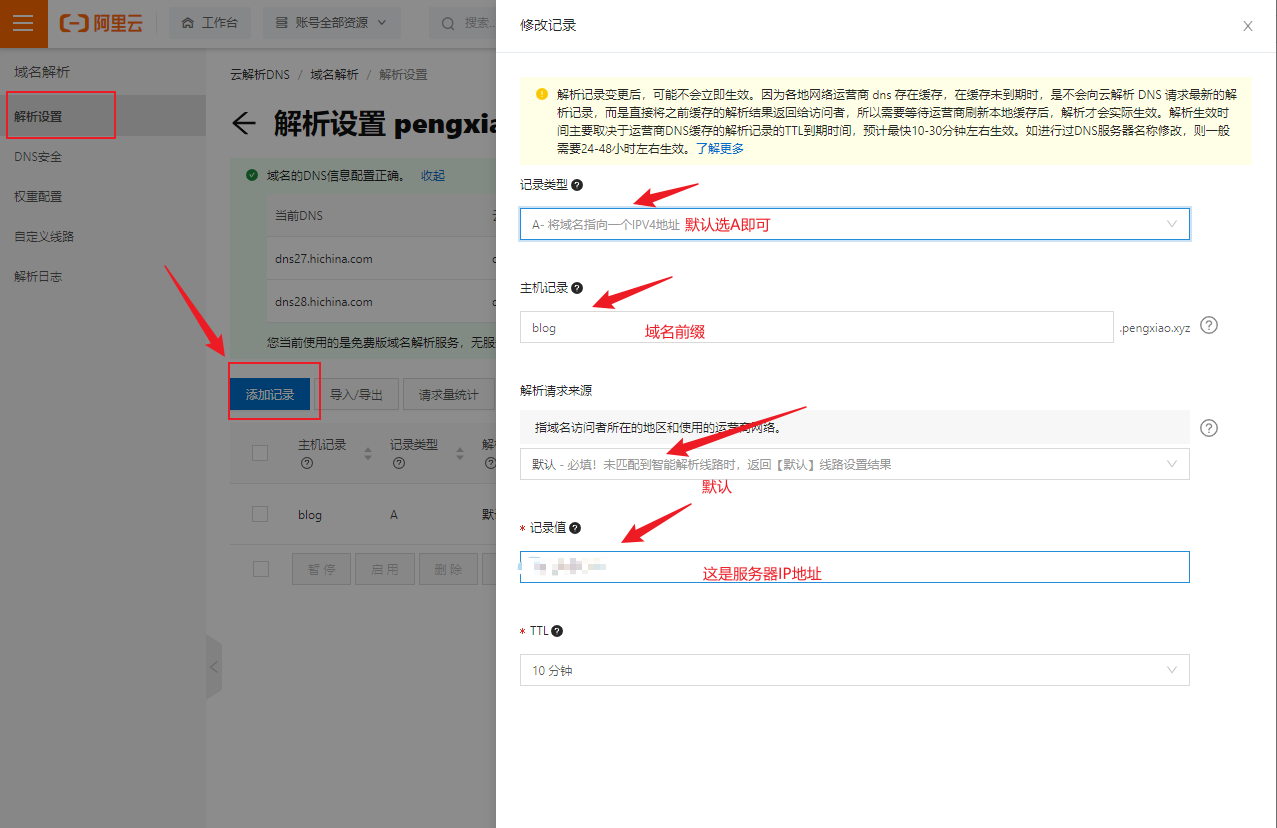 阿里云
工作台
账号全部资源
搜索...
域名解析
解析设置
DNS安全
权重配置
自定义线路
解析日志
云解析DNS / 域名解析 / 解析设置
解析设置 pengxia
域名的DNS信息配置正确。 收起
当前DNS
dns27.hichina.com
dns28.hichina.com
您当前使用的是免费版域名解析服务，无服
添加记录
导入/导出
请求量统计
主机记录
记录类型
解
blog
A
默
暂停
启用
删除
修改记录
解析记录变更后，可能不会立即生效。因为各地网络运营商 dns 存在缓存，在缓存未到期时，是不会向云解析 DNS 请求最新的解
析记录，而是直接将之前缓存的解析结果返回给访问者，所以需要等待运营商刷新本地缓存后，解析才会实际生效。解析生效时
间主要取决于运营商DNS缓存的解析记录的TTL到期时间，预计最快10-30分钟左右生效。如进行过DNS服务器名称修改，则一般
需要24-48小时左右生效。了解更多
记录类型
A- 将域名指向一个IPV4地址 默认选A即可
主机记录
blog
域名前缀
.pengxiao.xyz
解析请求来源
指域名访问者所在的地区和使用的运营商网络。
默认 - 必填！未匹配到智能解析线路时，返回【默认】线路设置结果
默认
* 记录值
这是服务器IP地址
* TTL
10 分钟